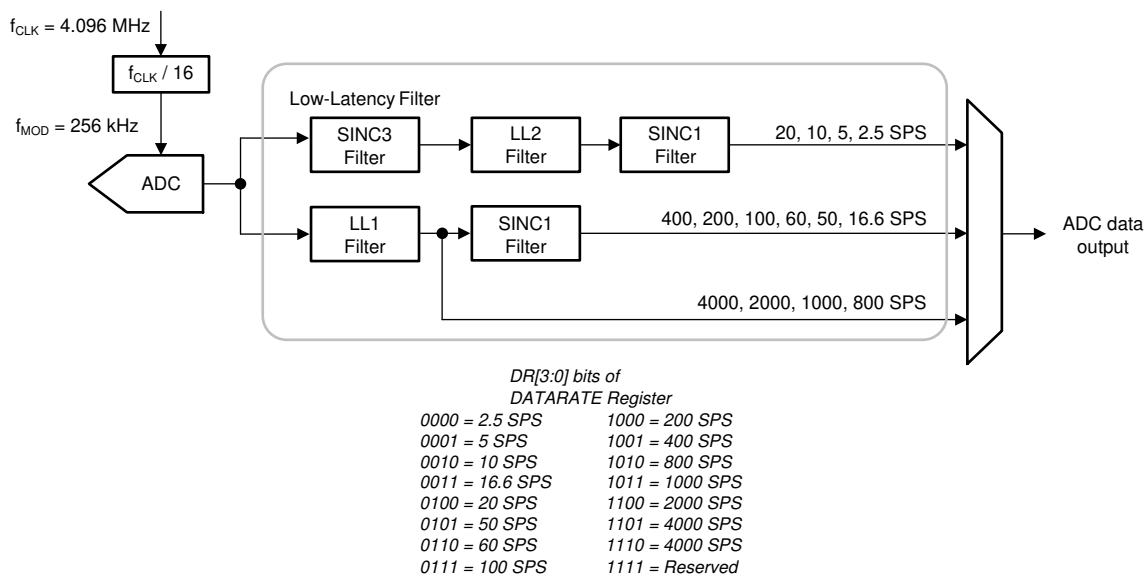 fCLK = 4.096 MHz
fCLK / 16
fMOD = 256 kHz
ADC
Low-Latency Filter
SINC3
Filter
LL2
Filter
SINC1
Filter
20, 10, 5, 2.5 SPS
LL1
Filter
SINC1
Filter
400, 200, 100, 60, 50, 16.6 SPS
4000, 2000, 1000, 800 SPS
ADC data
output
DR[3:0] bits of
DATARATE Register
0000 = 2.5 SPS 1000 = 200 SPS
0001 = 5 SPS 1001 = 400 SPS
0010 = 10 SPS 1010 = 800 SPS
0011 = 16.6 SPS 1011 = 1000 SPS
0100 = 20 SPS 1100 = 2000 SPS
0101 = 50 SPS 1101 = 4000 SPS
0110 = 60 SPS 1110 = 4000 SPS
0111 = 100 SPS 1111 = Reserved